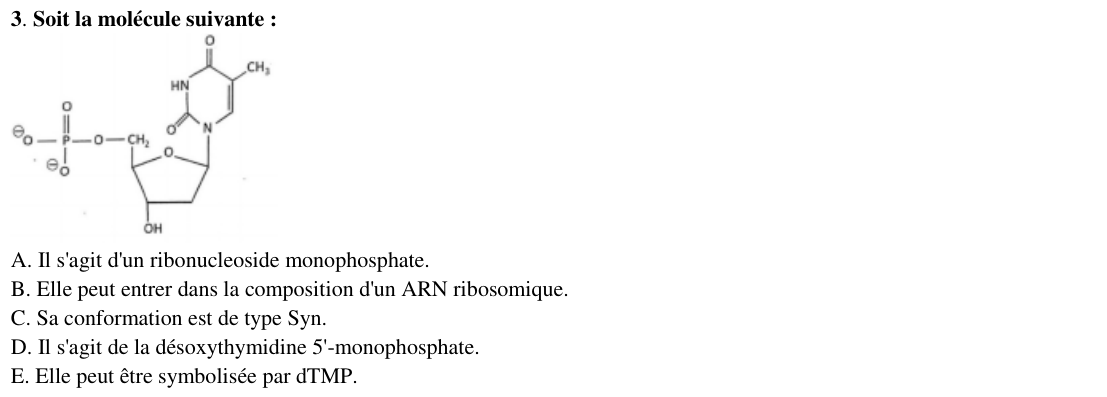 3. Soit la molécule suivante :
O
CH₃
HN
O
O
N
⊖O — P — O — CH₂
O
⊖O
OH
A. Il s'agit d'un ribonucleoside monophosphate.
B. Elle peut entrer dans la composition d'un ARN ribosomique.
C. Sa conformation est de type Syn.
D. Il s'agit de la désoxythymidine 5'-monophosphate.
E. Elle peut être symbolisée par dTMP.